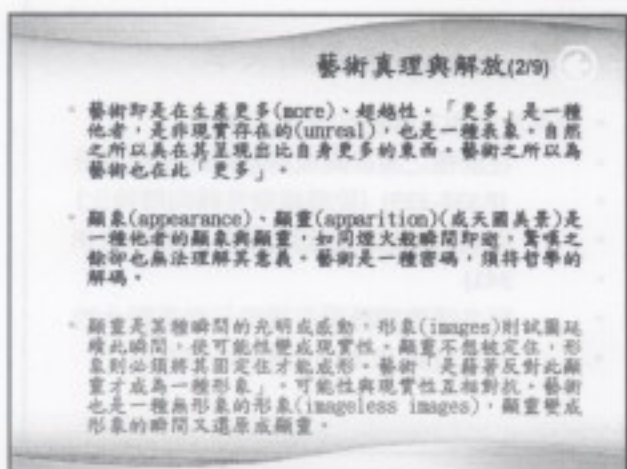 藝術真理與解放(2/9)
藝術即是在生產更多(more)、超越性。「更多」是一種
他者，是非現實存在的(unreal)，也是一種表象。自然
之所以美在其呈現出比自身更多的東西。藝術之所以為
藝術也在此「更多」。
顯象(appearance)、顯靈(apparition)(或天國美景)是
一種他者的顯象與顯靈，如同煙火般瞬間即逝，驚嘆之
餘卻也無法理解其意義。藝術是一種密碼，須待哲學的
解碼。
顯靈是某種瞬間的光明或感動，形象(images)則試圖延
續此瞬間，使可能性變成現實性。顯靈不想被定住，形
象則必須將其固定住才能成形。藝術「是藉著反對此顯
靈才成為一種形象」。可能性與現實性互相對抗。藝術
也是一種無形象的形象(imageless images)，顯靈變成
形象的瞬間又還原成顯靈。